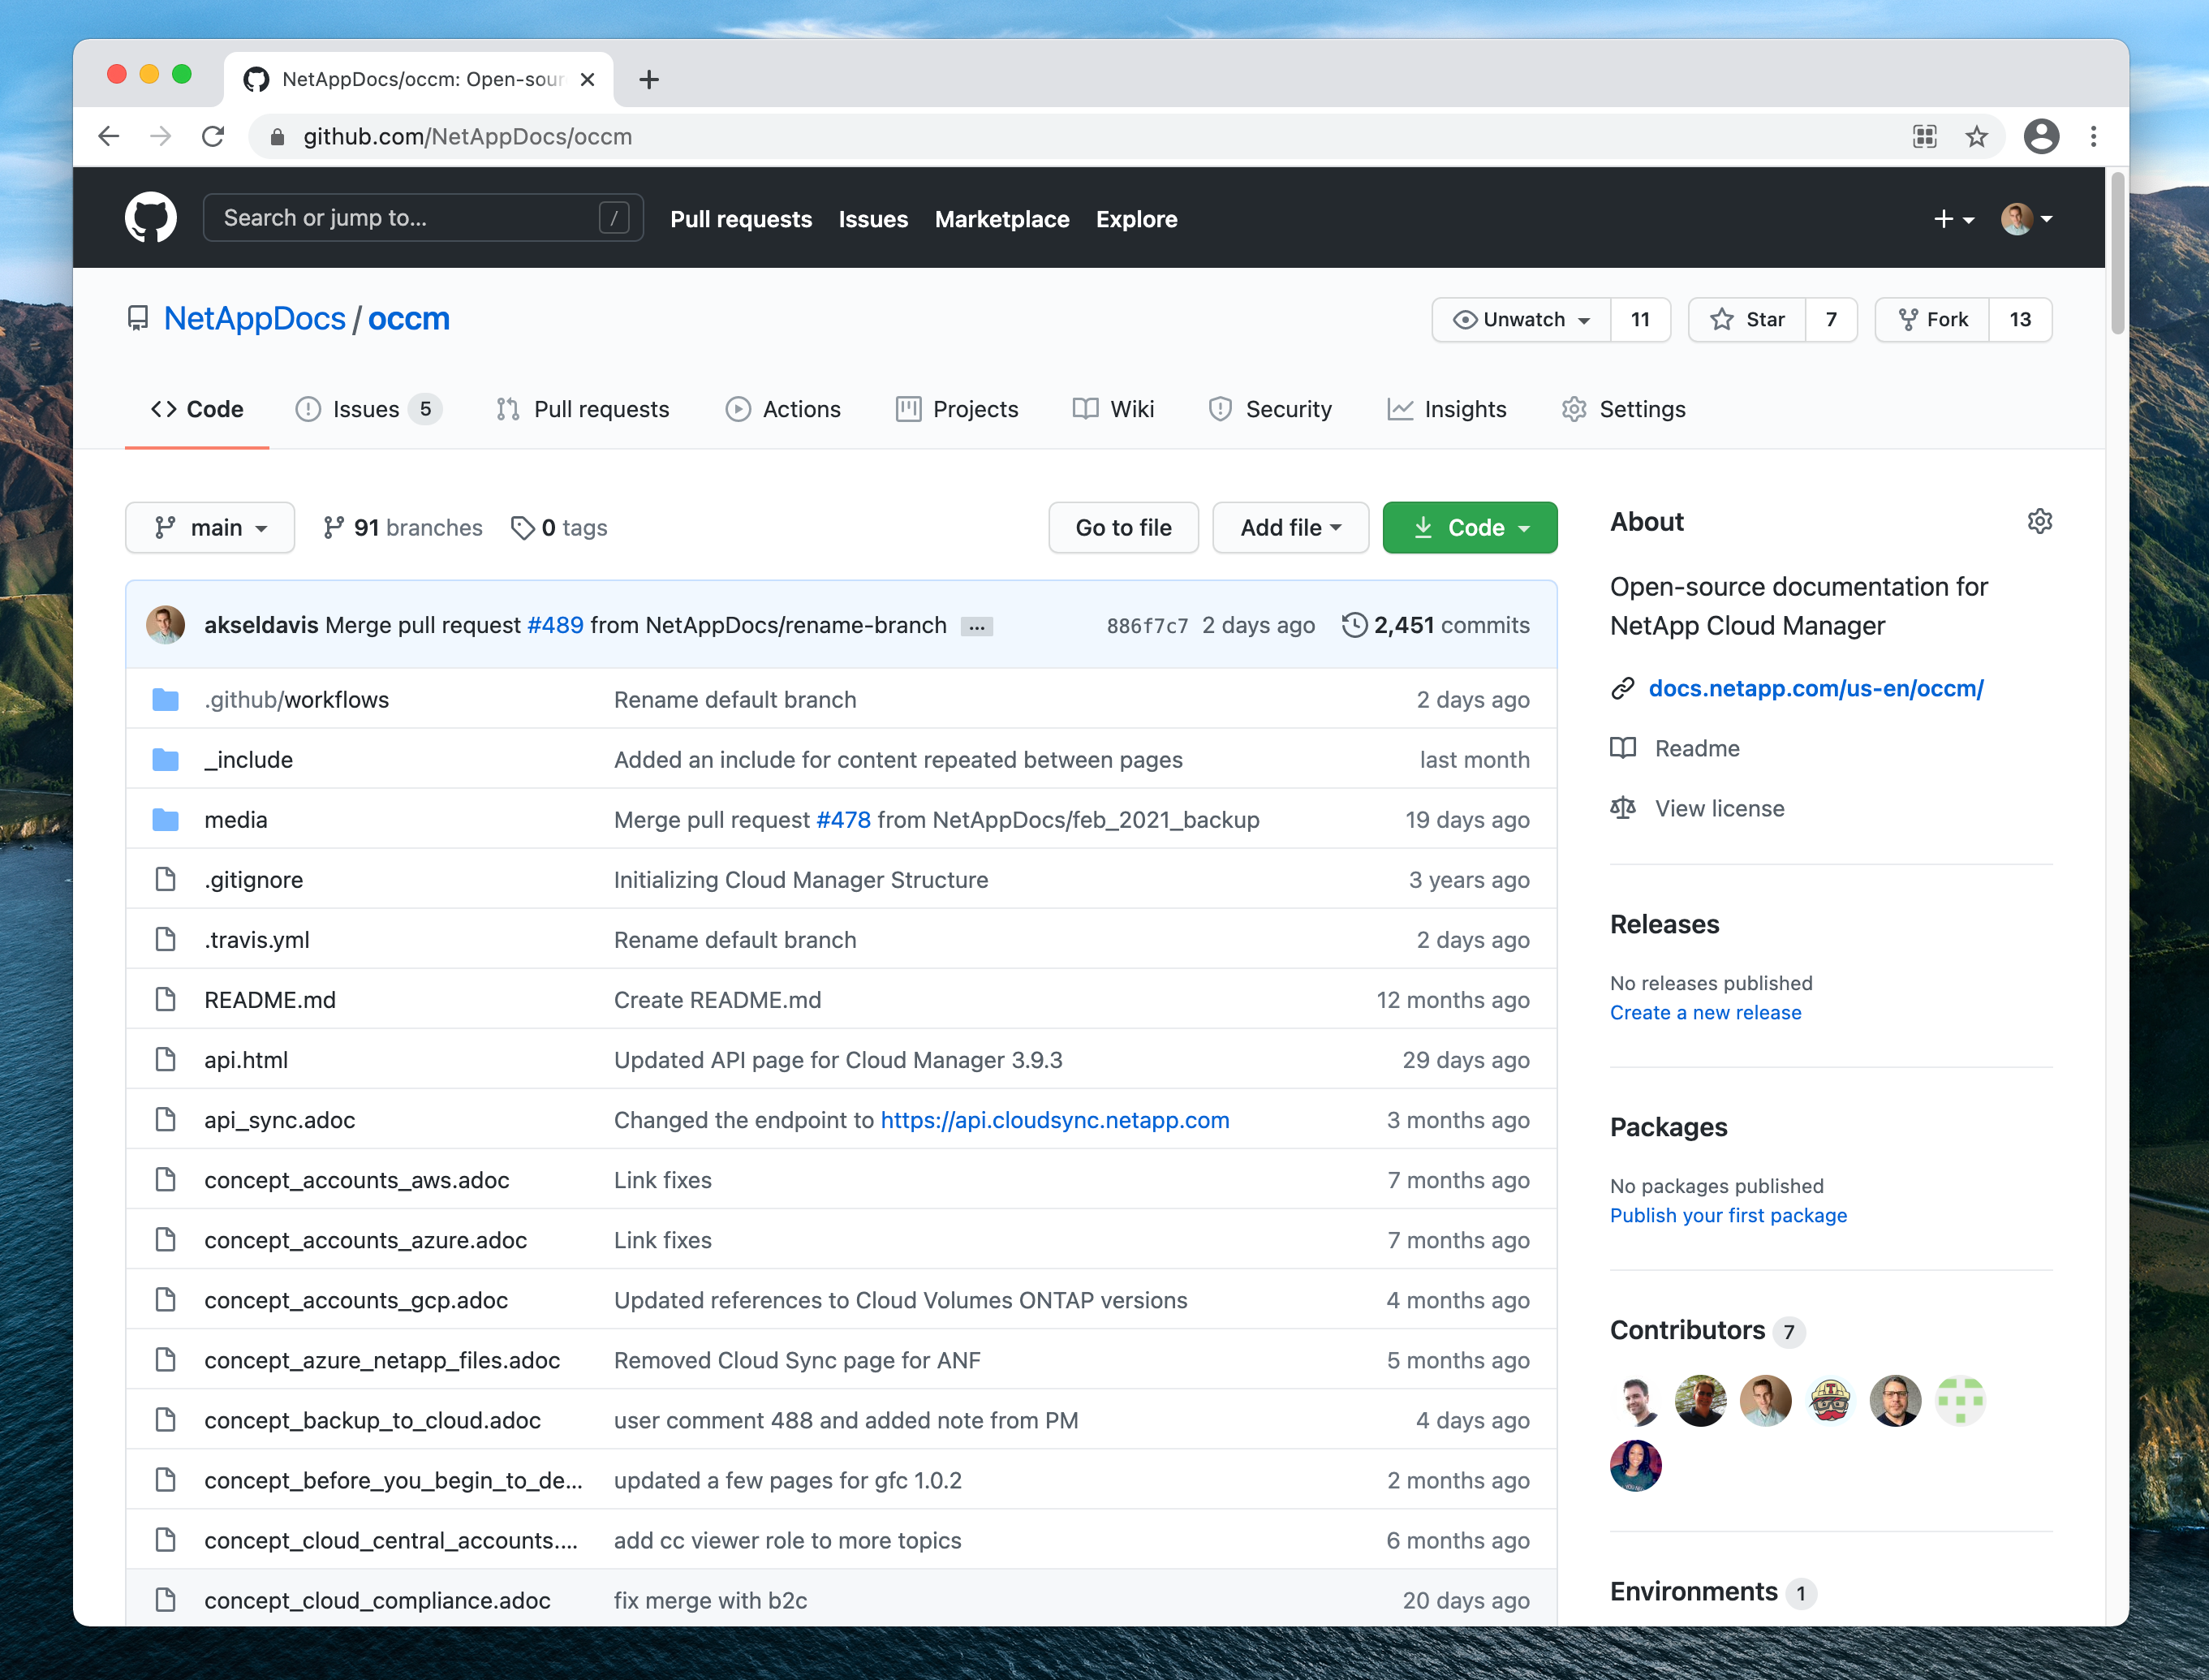 NetAppDocs/occm: Open-sour
github.com/NetAppDocs/occm
Search or jump to... /
Pull requests Issues Marketplace Explore
NetAppDocs / occm
Unwatch 11 Star 7 Fork 13
Code Issues 5 Pull requests Actions Projects Wiki Security Insights Settings
main 91 branches 0 tags Go to file Add file Code
akseldavis Merge pull request #489 from NetAppDocs/rename-branch ... 886f7c7 2 days ago 2,451 commits
.github/workflows Rename default branch 2 days ago
_include Added an include for content repeated between pages last month
media Merge pull request #478 from NetAppDocs/feb_2021_backup 19 days ago
.gitignore Initializing Cloud Manager Structure 3 years ago
.travis.yml Rename default branch 2 days ago
README.md Create README.md 12 months ago
api.html Updated API page for Cloud Manager 3.9.3 29 days ago
api_sync.adoc Changed the endpoint to https://api.cloudsync.netapp.com 3 months ago
concept_accounts_aws.adoc Link fixes 7 months ago
concept_accounts_azure.adoc Link fixes 7 months ago
concept_accounts_gcp.adoc Updated references to Cloud Volumes ONTAP versions 4 months ago
concept_azure_netapp_files.adoc Removed Cloud Sync page for ANF 5 months ago
concept_backup_to_cloud.adoc user comment 488 and added note from PM 4 days ago
concept_before_you_begin_to_de... updated a few pages for gfc 1.0.2 2 months ago
concept_cloud_central_accounts.... add cc viewer role to more topics 6 months ago
concept_cloud_compliance.adoc fix merge with b2c 20 days ago
About
Open-source documentation for
NetApp Cloud Manager
docs.netapp.com/us-en/occm/
Readme
View license
Releases
No releases published
Create a new release
Packages
No packages published
Publish your first package
Contributors 7
Environments 1